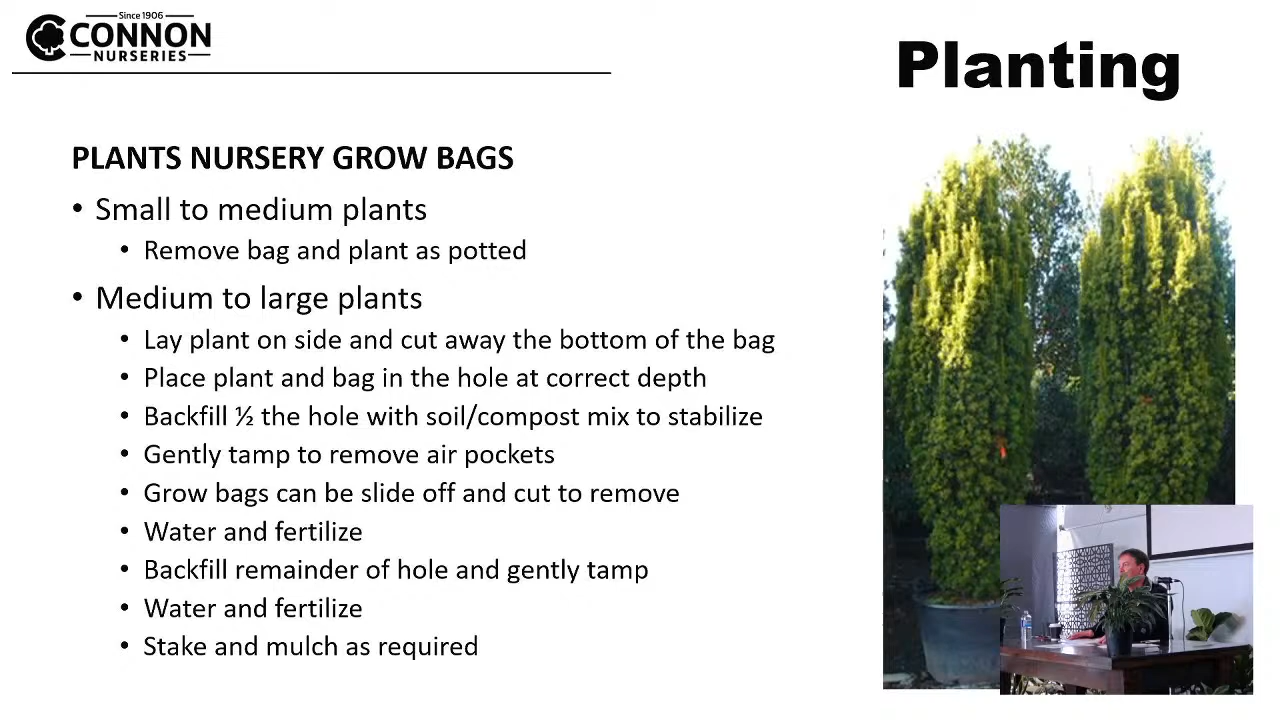 Since 1906
CONNON
NURSERIES
Planting
PLANTS NURSERY GROW BAGS
• Small to medium plants
• Remove bag and plant as potted
• Medium to large plants
• Lay plant on side and cut away the bottom of the bag
• Place plant and bag in the hole at correct depth
• Backfill ½ the hole with soil/compost mix to stabilize
• Gently tamp to remove air pockets
• Grow bags can be slide off and cut to remove
• Water and fertilize
• Backfill remainder of hole and gently tamp
• Water and fertilize
• Stake and mulch as required